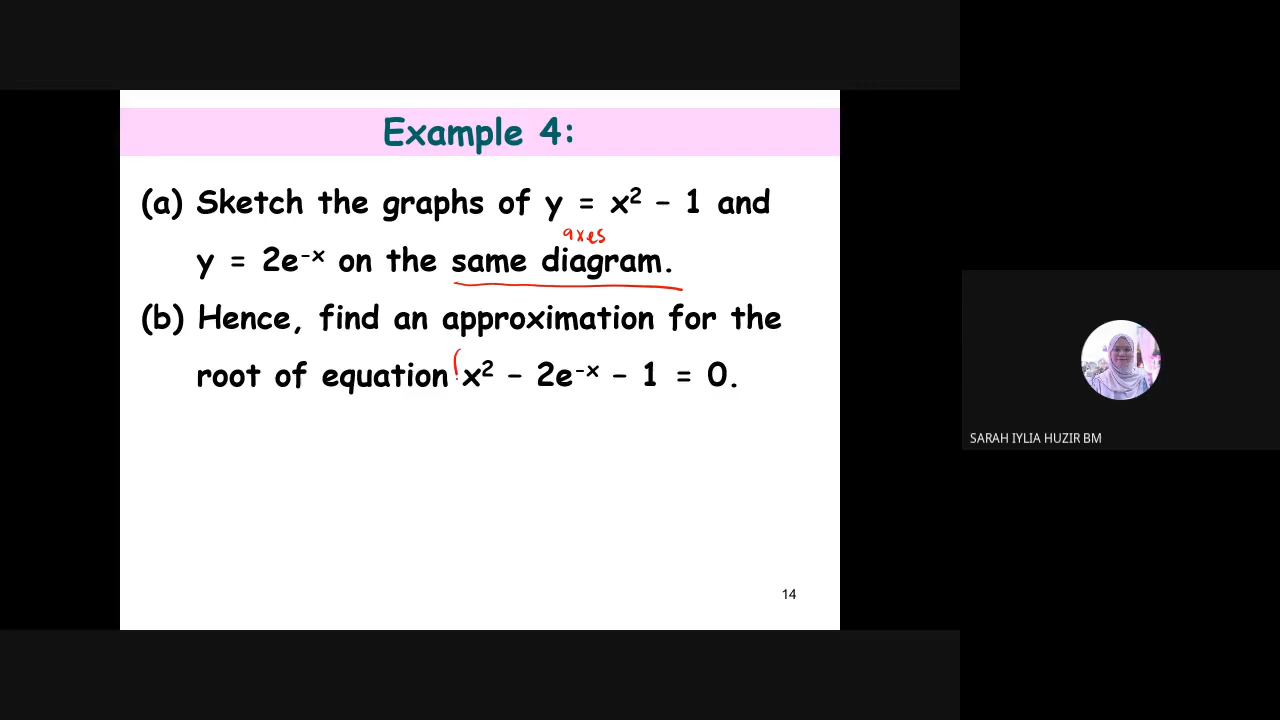 Example 4:
(a) Sketch the graphs of y = x² − 1 and
axes
y = 2e⁻ˣ on the same diagram.
(b) Hence, find an approximation for the
root of equation x² − 2e⁻ˣ − 1 = 0.
14
SARAH IYLIA HUZIR BM